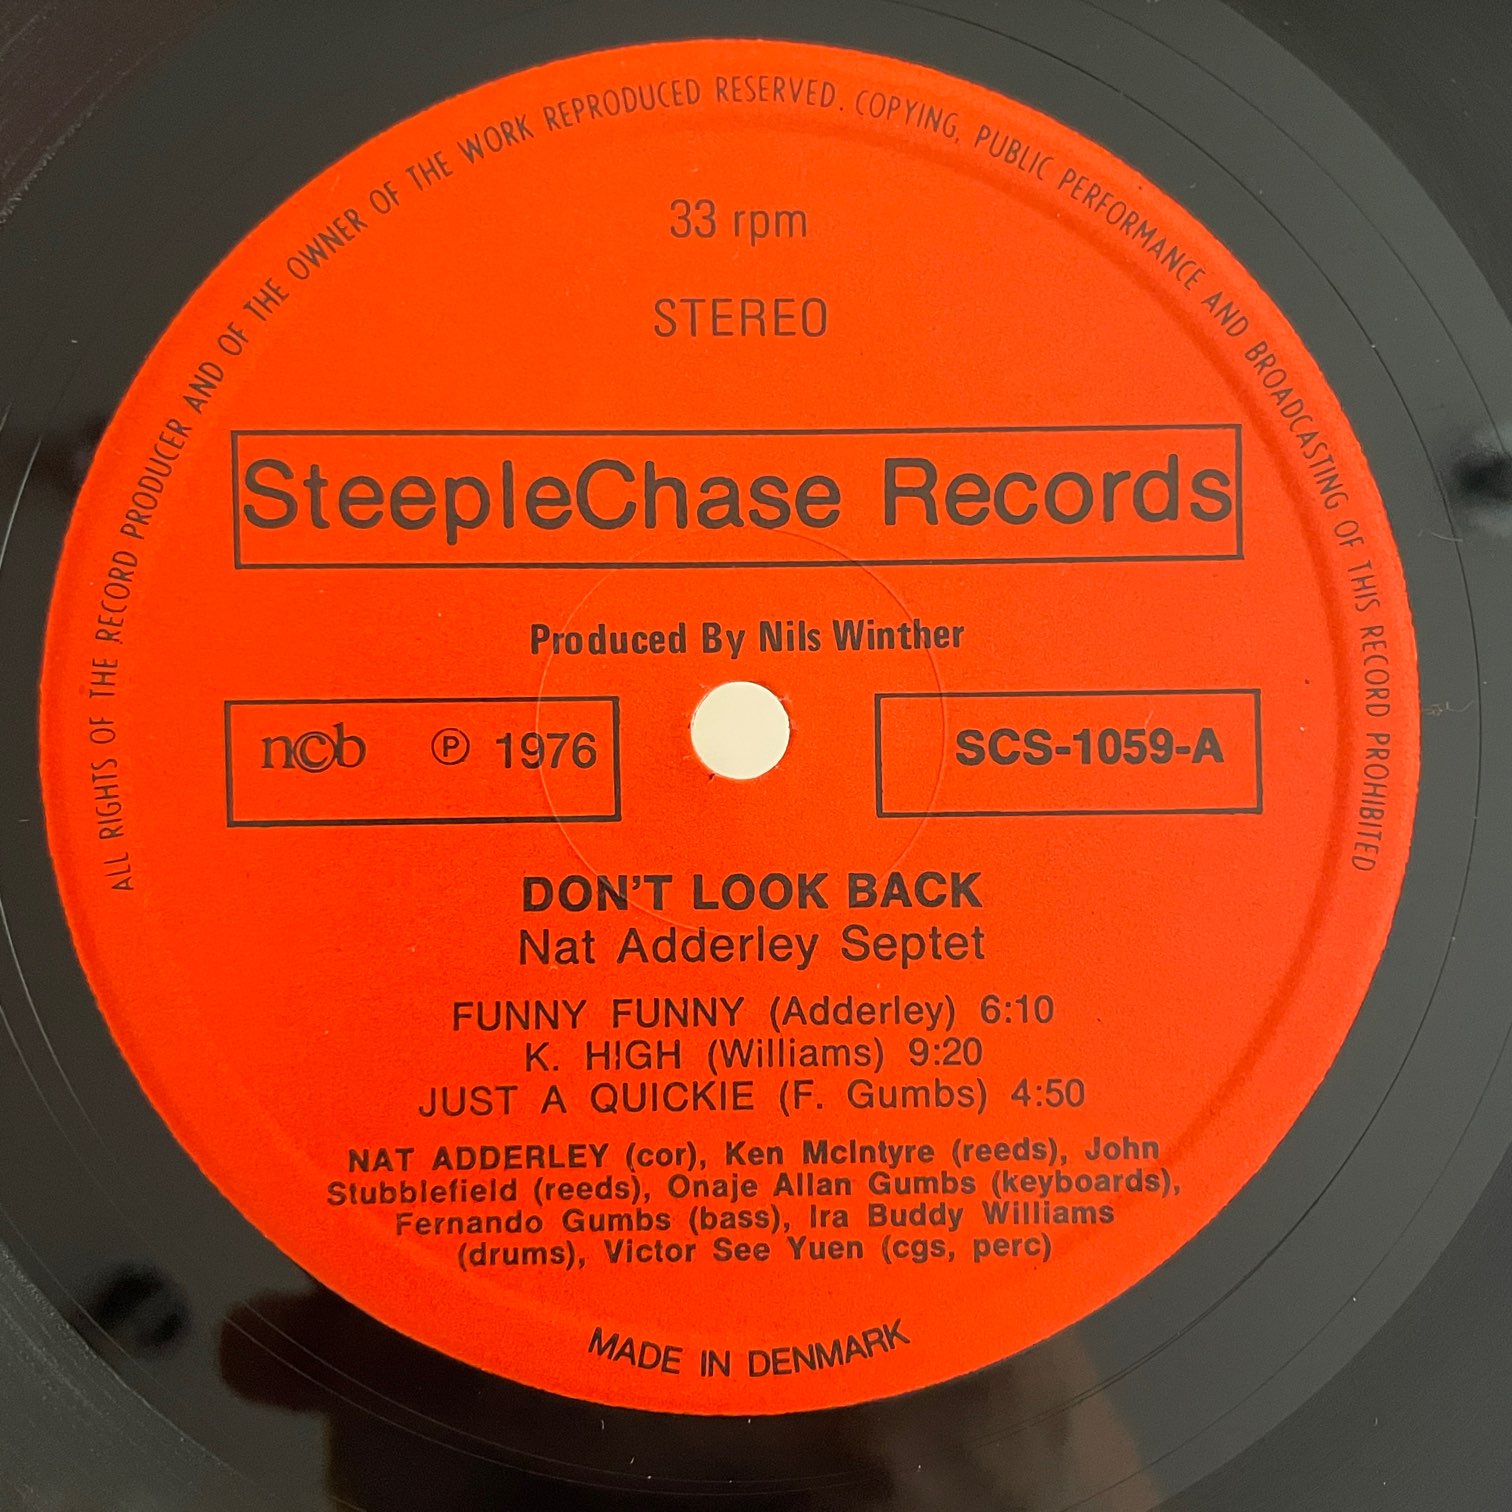 ALL RIGHTS OF THE RECORD PRODUCER AND OF THE OWNER OF THE WORK REPRODUCED RESERVED. COPYING, PUBLIC PERFORMANCE AND BROADCASTING OF THIS RECORD PROHIBITED
33 rpm
STEREO
SteepleChase Records
Produced By Nils Winther
n©b ℗ 1976
SCS-1059-A
DON'T LOOK BACK
Nat Adderley Septet
FUNNY FUNNY (Adderley) 6:10
K. HIGH (Williams) 9:20
JUST A QUICKIE (F. Gumbs) 4:50
NAT ADDERLEY (cor), Ken McIntyre (reeds), John
Stubblefield (reeds), Onaje Allan Gumbs (keyboards),
Fernando Gumbs (bass), Ira Buddy Williams
(drums), Victor See Yuen (cgs, perc)
MADE IN DENMARK